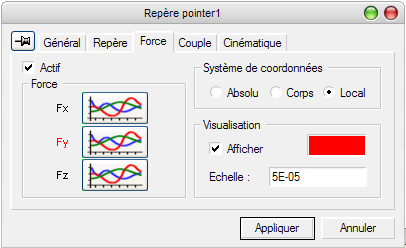 Repère pointer1
Général Repère Force Couple Cinématique
Actif
Force
Fx
Fy
Fz
Système de coordonnées
Absolu Corps Local
Visualisation
Afficher
Echelle : 5E-05
Appliquer Annuler